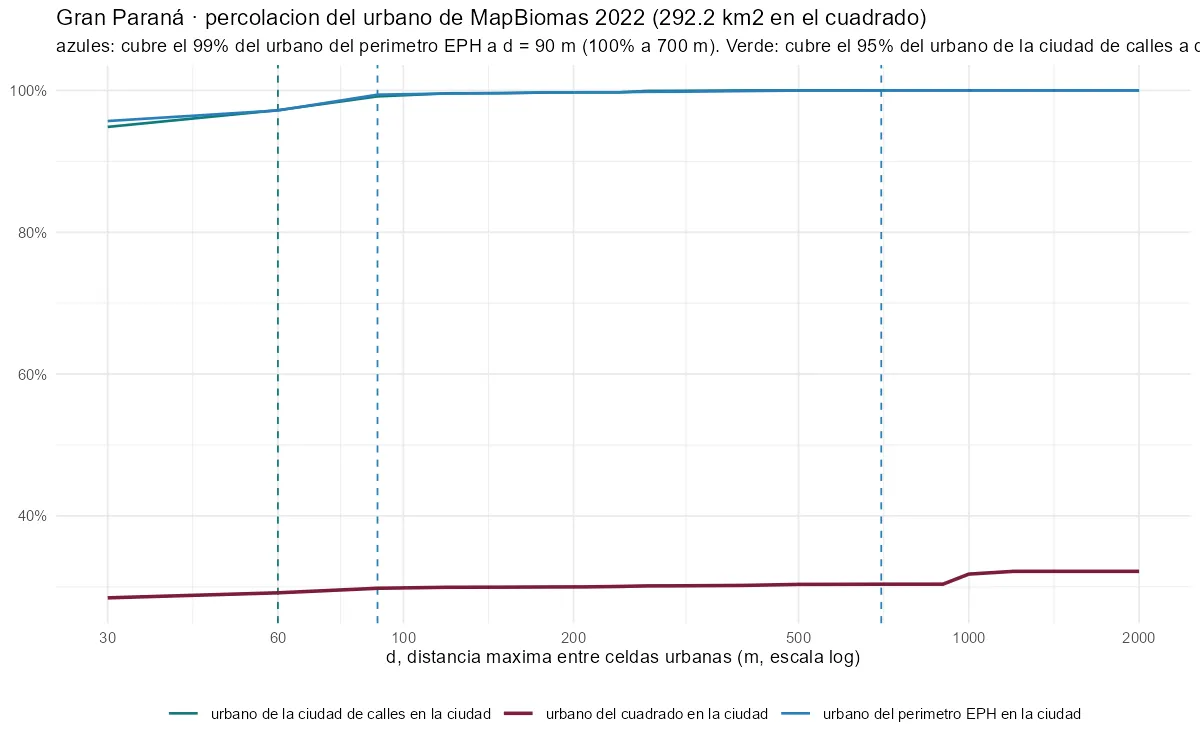 Gran Paraná · percolacion del urbano de MapBiomas 2022 (292.2 km2 en el cuadrado)
azules: cubre el 99% del urbano del perimetro EPH a d = 90 m (100% a 700 m). Verde: cubre el 95% del urbano de la ciudad de calles a
100%
80%
60%
40%
30 60 100 200 500 1000 2000
d, distancia maxima entre celdas urbanas (m, escala log)
urbano de la ciudad de calles en la ciudad urbano del cuadrado en la ciudad urbano del perimetro EPH en la ciudad